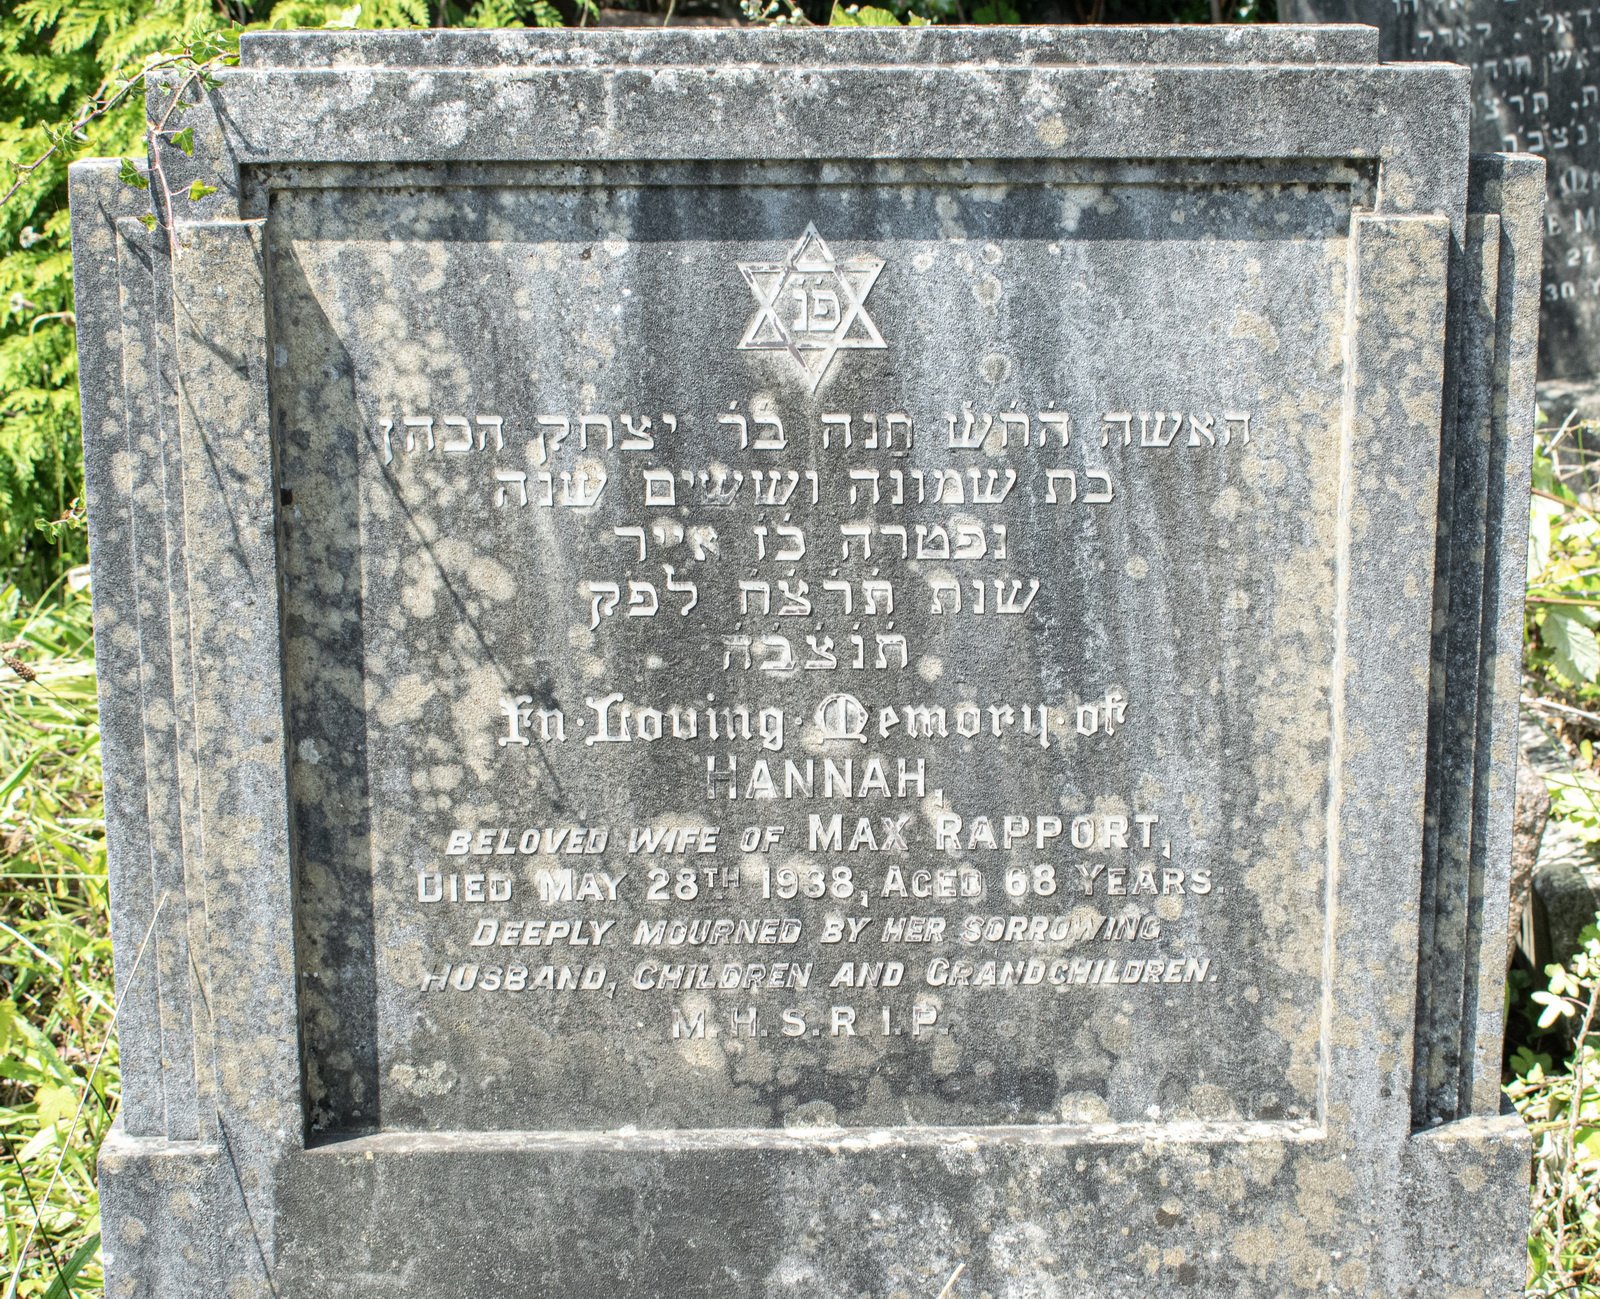 פ״נ
האשה החש חנה בר יצחק הכהן
בת שמונה וששים שנה
נפטרה כז אייר
שנת תרצח לפק
תנצבה
In·Loving·Memory·of
HANNAH,
BELOVED WIFE OF MAX RAPPORT,
DIED MAY 28TH 1938, AGED 68 YEARS.
DEEPLY MOURNED BY HER SORROWING
HUSBAND, CHILDREN AND GRANDCHILDREN.
M.H.S.R.I.P.